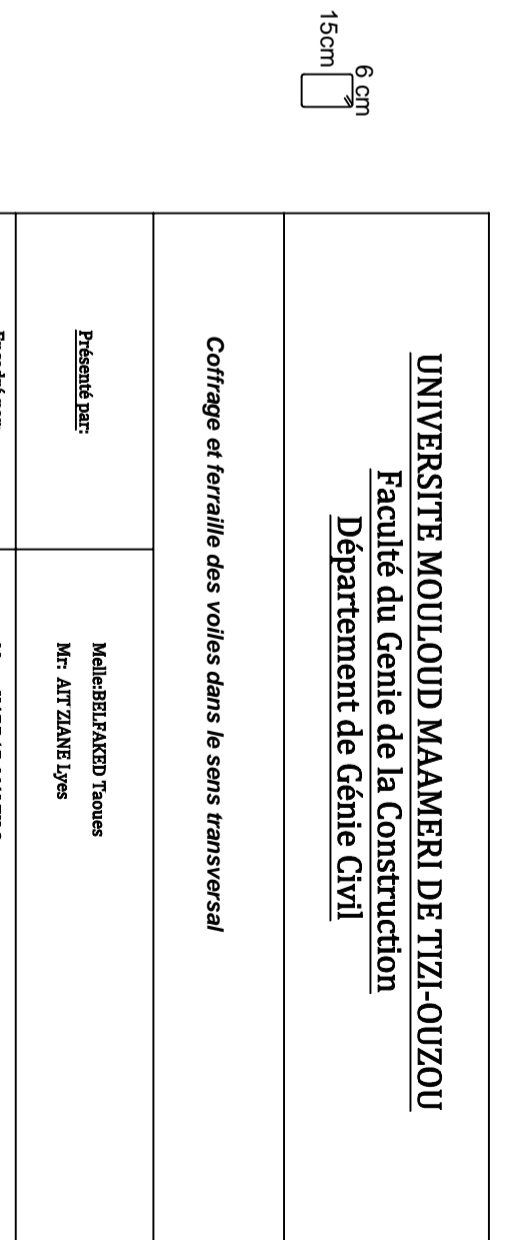 6 cm
15cm
UNIVERSITE MOULOUD MAAMERI DE TIZI-OUZOU
Faculté du Genie de la Construction
Département de Génie Civil
Coffrage et ferraille des voiles dans le sens transversal
Présenté par:
Melle:BELFAKED Taoues
Mr: AIT ZIANE Lyes